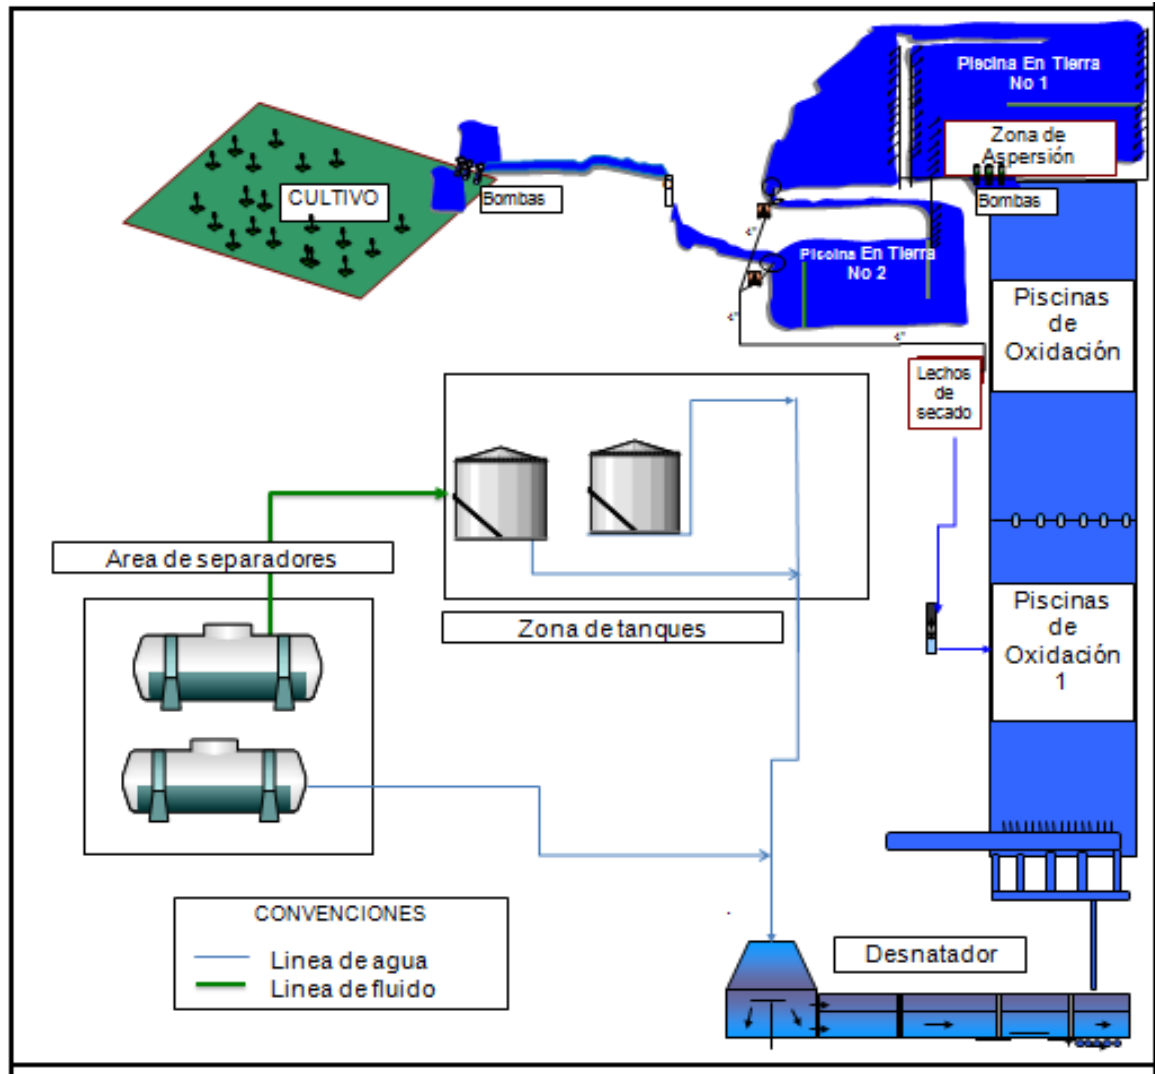 Piscina En Tierra
No 1
Zona de
Aspersión
Bombas
CULTIVO
Bombas
4"
Piscina En Tierra
No 2
4"
4"
Piscinas
de
Oxidación
Lechos
de
secado
Area de separadores
Zona de tanques
Piscinas
de
Oxidación
1
CONVENCIONES
Linea de agua
Linea de fluido
Desnatador